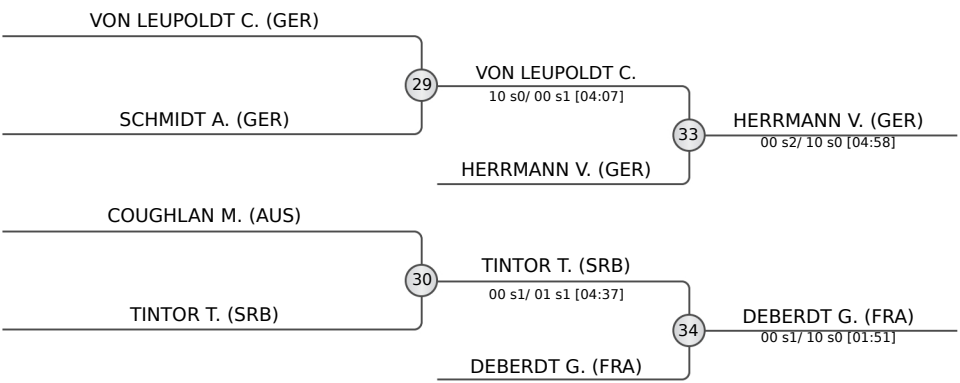 VON LEUPOLDT C. (GER)
29
VON LEUPOLDT C.
10 s0/ 00 s1 [04:07]
SCHMIDT A. (GER)
33
HERRMANN V. (GER)
00 s2/ 10 s0 [04:58]
HERRMANN V. (GER)
COUGHLAN M. (AUS)
30
TINTOR T. (SRB)
00 s1/ 01 s1 [04:37]
TINTOR T. (SRB)
34
DEBERDT G. (FRA)
00 s1/ 10 s0 [01:51]
DEBERDT G. (FRA)